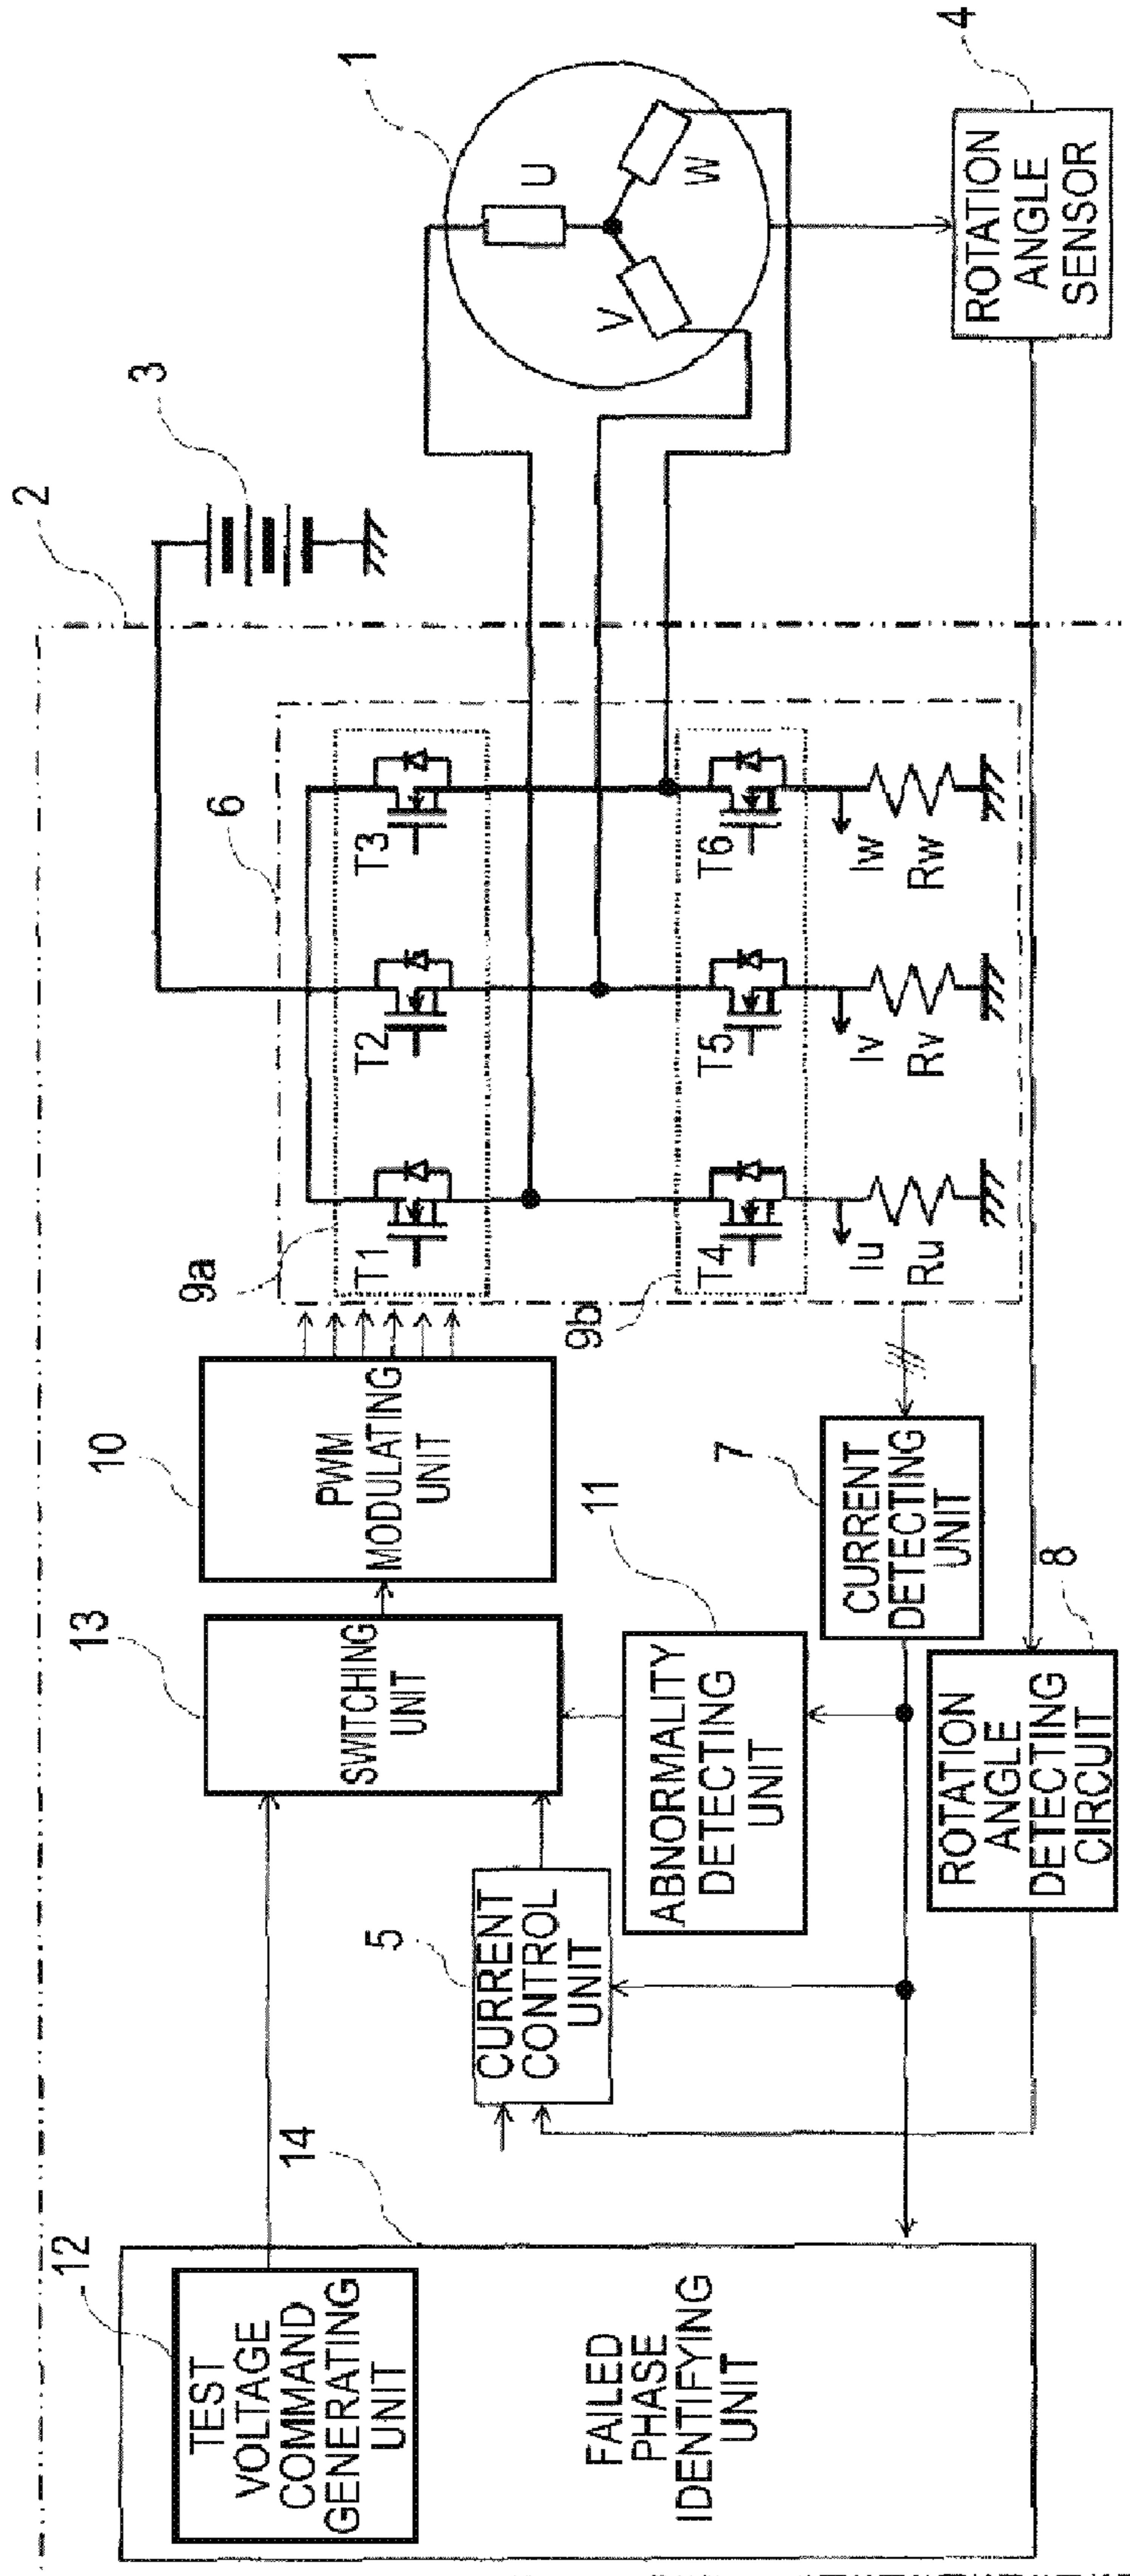 2
3
1
U
V
W
4
ROTATION
ANGLE
SENSOR
6
9a
T1
T2
T3
9b
T4
T5
T6
Iu
Iv
Iw
Ru
Rv
Rw
10
PWM
MODULATING
UNIT
13
SWITCHING
UNIT
11
ABNORMALITY
DETECTING
UNIT
7
CURRENT
DETECTING
UNIT
8
ROTATION
ANGLE
DETECTING
CIRCUIT
5
CURRENT
CONTROL
UNIT
12
TEST
VOLTAGE
COMMAND
GENERATING
UNIT
14
FAILED
PHASE
IDENTIFYING
UNIT